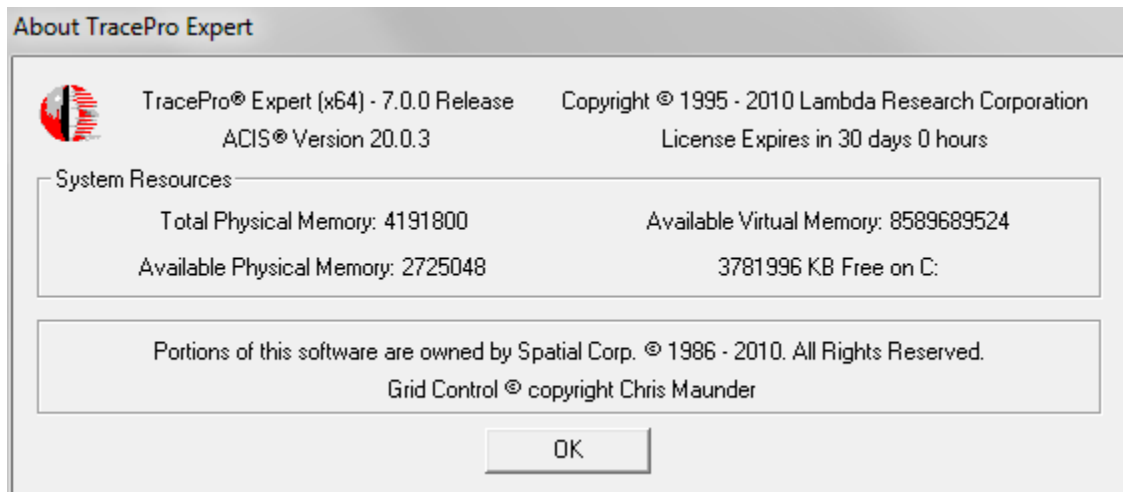 About TracePro Expert
TracePro® Expert (x64) - 7.0.0 Release
Copyright © 1995 - 2010 Lambda Research Corporation
ACIS® Version 20.0.3
License Expires in 30 days 0 hours
System Resources
Total Physical Memory: 4191800
Available Virtual Memory: 8589689524
Available Physical Memory: 2725048
3781996 KB Free on C:
Portions of this software are owned by Spatial Corp. © 1986 - 2010. All Rights Reserved.
Grid Control © copyright Chris Maunder
OK